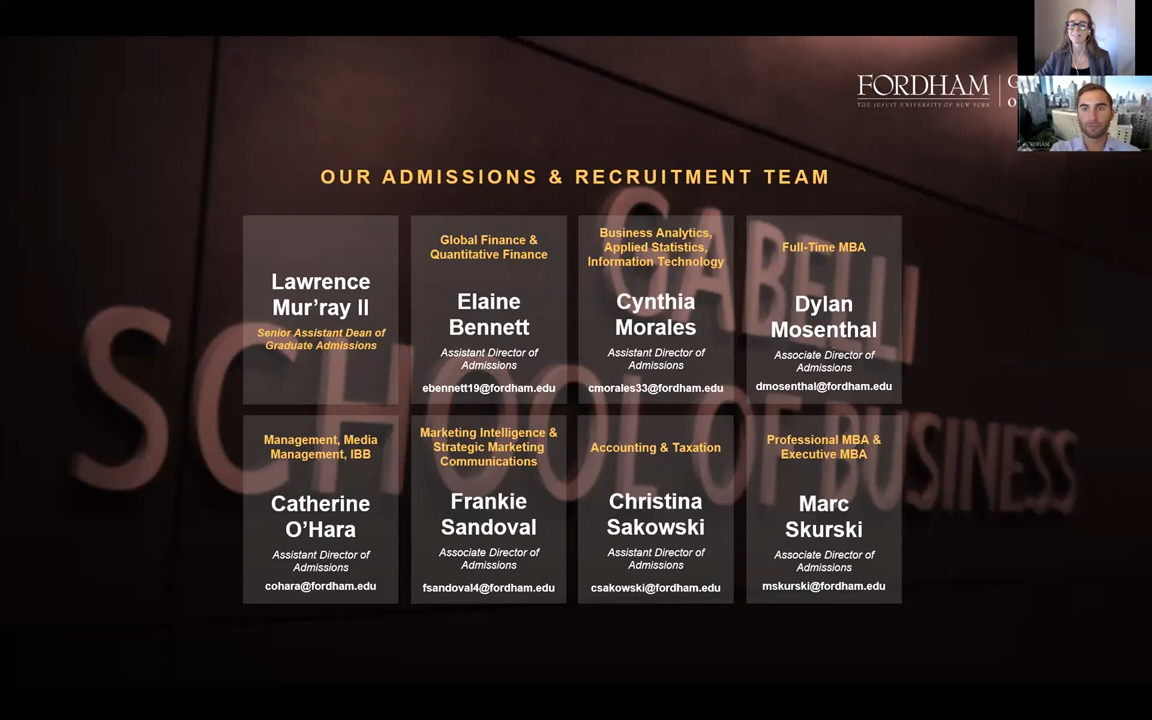 FORDHAM
THE JESUIT UNIVERSITY OF NEW YORK
OUR ADMISSIONS & RECRUITMENT TEAM
Lawrence
Mur’ray II
Senior Assistant Dean of
Graduate Admissions
Global Finance &
Quantitative Finance
Elaine
Bennett
Assistant Director of
Admissions
ebennett19@fordham.edu
Business Analytics,
Applied Statistics,
Information Technology
Cynthia
Morales
Assistant Director of
Admissions
cmorales33@fordham.edu
Full-Time MBA
Dylan
Mosenthal
Associate Director of
Admissions
dmosenthal@fordham.edu
Management, Media
Management, IBB
Catherine
O’Hara
Assistant Director of
Admissions
cohara@fordham.edu
Marketing Intelligence &
Strategic Marketing
Communications
Frankie
Sandoval
Associate Director of
Admissions
fsandoval4@fordham.edu
Accounting & Taxation
Christina
Sakowski
Assistant Director of
Admissions
csakowski@fordham.edu
Professional MBA &
Executive MBA
Marc
Skurski
Associate Director of
Admissions
mskurski@fordham.edu
GABELLI
SCHOOL OF BUSINESS
FORDHAM